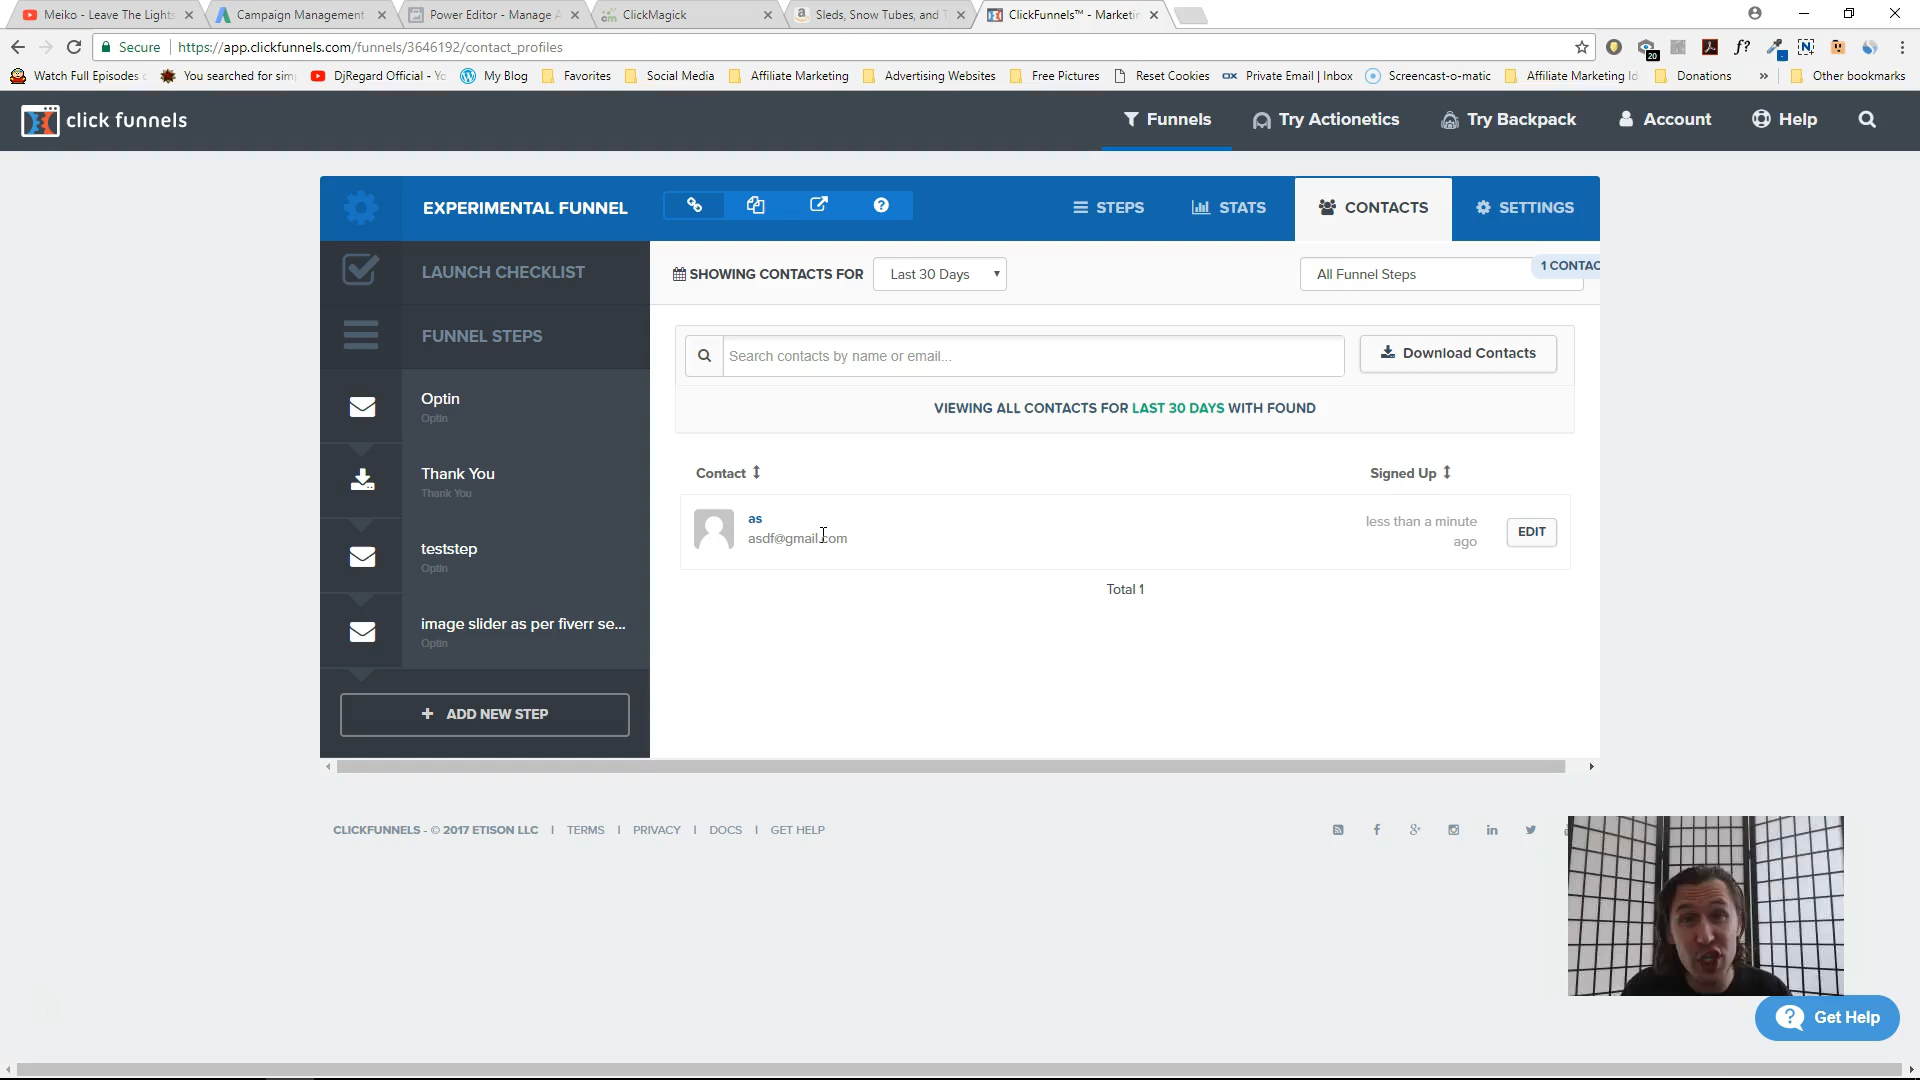 Meiko - Leave The Lights
Campaign Management
Power Editor - Manage A
ClickMagick
Sleds, Snow Tubes, and T
ClickFunnels™ - Marketin
Secure
https://app.clickfunnels.com/funnels/3646192/contact_profiles
20
f?
Watch Full Episodes
You searched for sim
DjRegard Official - Yo
My Blog
Favorites
Social Media
Affiliate Marketing
Advertising Websites
Free Pictures
Reset Cookies
ox
Private Email | Inbox
Screencast-o-matic
Affiliate Marketing Id
Donations
»
Other bookmarks
click funnels
Funnels
Try Actionetics
Try Backpack
Account
Help
EXPERIMENTAL FUNNEL
STEPS
STATS
CONTACTS
SETTINGS
LAUNCH CHECKLIST
SHOWING CONTACTS FOR
Last 30 Days
All Funnel Steps
1 CONTAC
FUNNEL STEPS
Search contacts by name or email...
Download Contacts
VIEWING ALL CONTACTS FOR LAST 30 DAYS WITH FOUND
Optin
Optin
Thank You
Thank You
teststep
Optin
image slider as per fiverr se...
Optin
Contact
Signed Up
as
asdf@gmail.com
less than a minute
ago
EDIT
Total 1
+ ADD NEW STEP
CLICKFUNNELS - © 2017 ETISON LLC | TERMS | PRIVACY | DOCS | GET HELP
Get Help